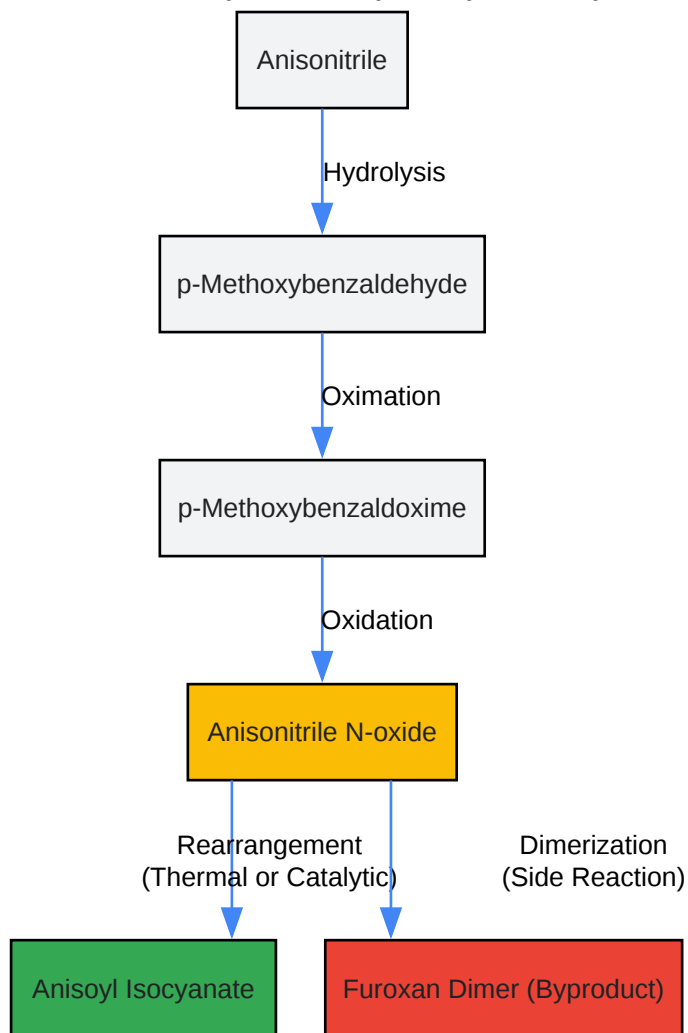 Anisonitrile
Hydrolysis
p-Methoxybenzaldehyde
Oximation
p-Methoxybenzaldoxime
Oxidation
Anisonitrile N-oxide
Rearrangement
(Thermal or Catalytic)
Dimerization
(Side Reaction)
Anisoyl Isocyanate
Furoxan Dimer (Byproduct)